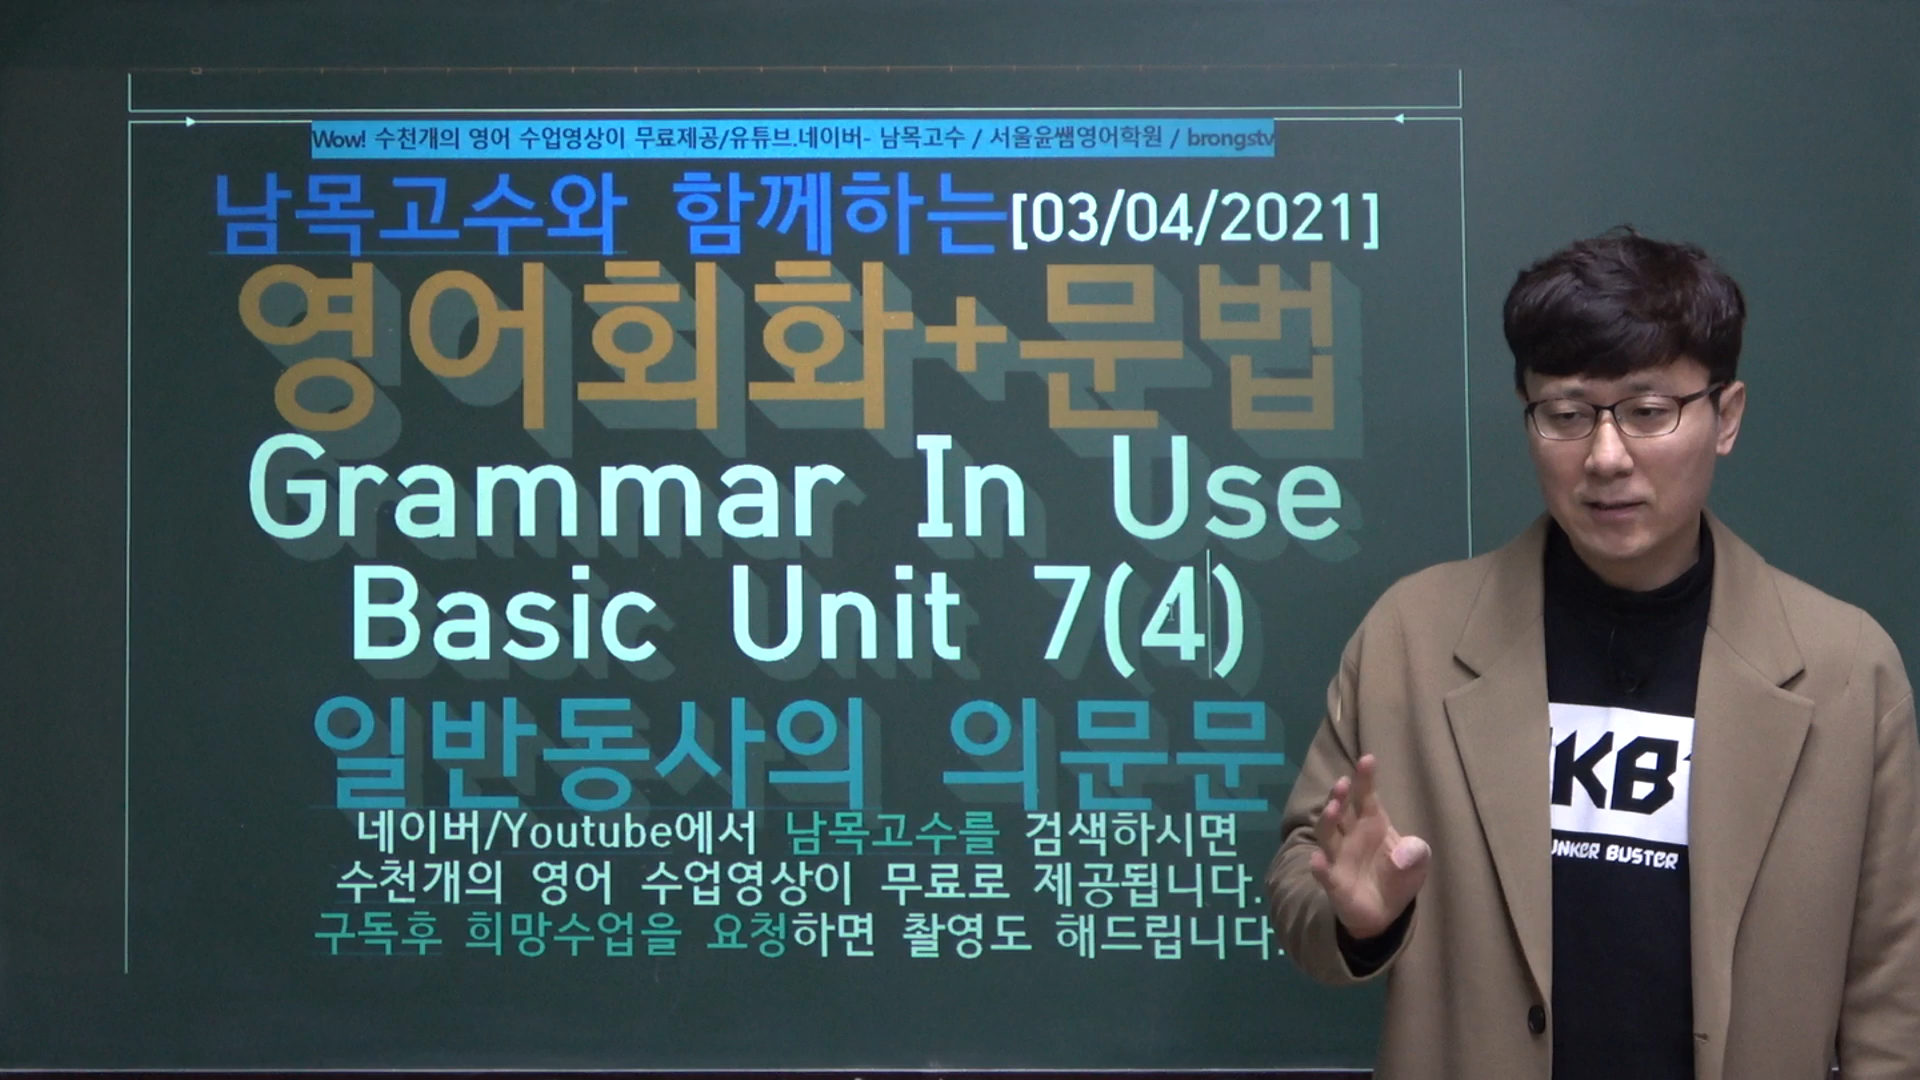 Wow! 수천개의 영어 수업영상이 무료제공/유튜브.네이버- 남목고수 / 서울윤쌤영어학원 / brongstv
남목고수와 함께하는[03/04/2021]
영어회화+문법
Grammar In Use
Basic Unit 7(4)
일반동사의 의문문
네이버/Youtube에서 남목고수를 검색하시면
수천개의 영어 수업영상이 무료로 제공됩니다.
구독후 희망수업을 요청하면 촬영도 해드립니다.
KB
UNKER BUSTER